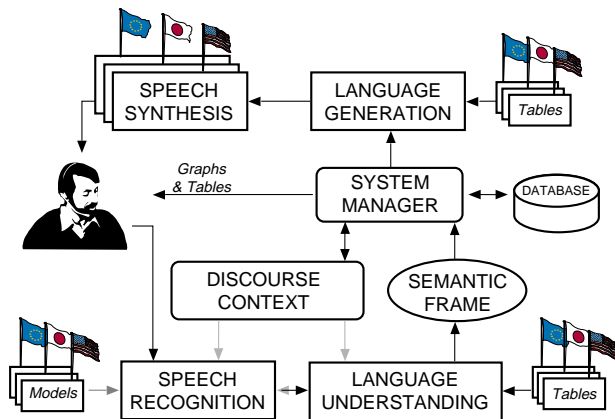 SPEECH
SYNTHESIS
LANGUAGE
GENERATION
Tables
Graphs
& Tables
SYSTEM
MANAGER
DATABASE
DISCOURSE
CONTEXT
SEMANTIC
FRAME
Models
SPEECH
RECOGNITION
LANGUAGE
UNDERSTANDING
Tables